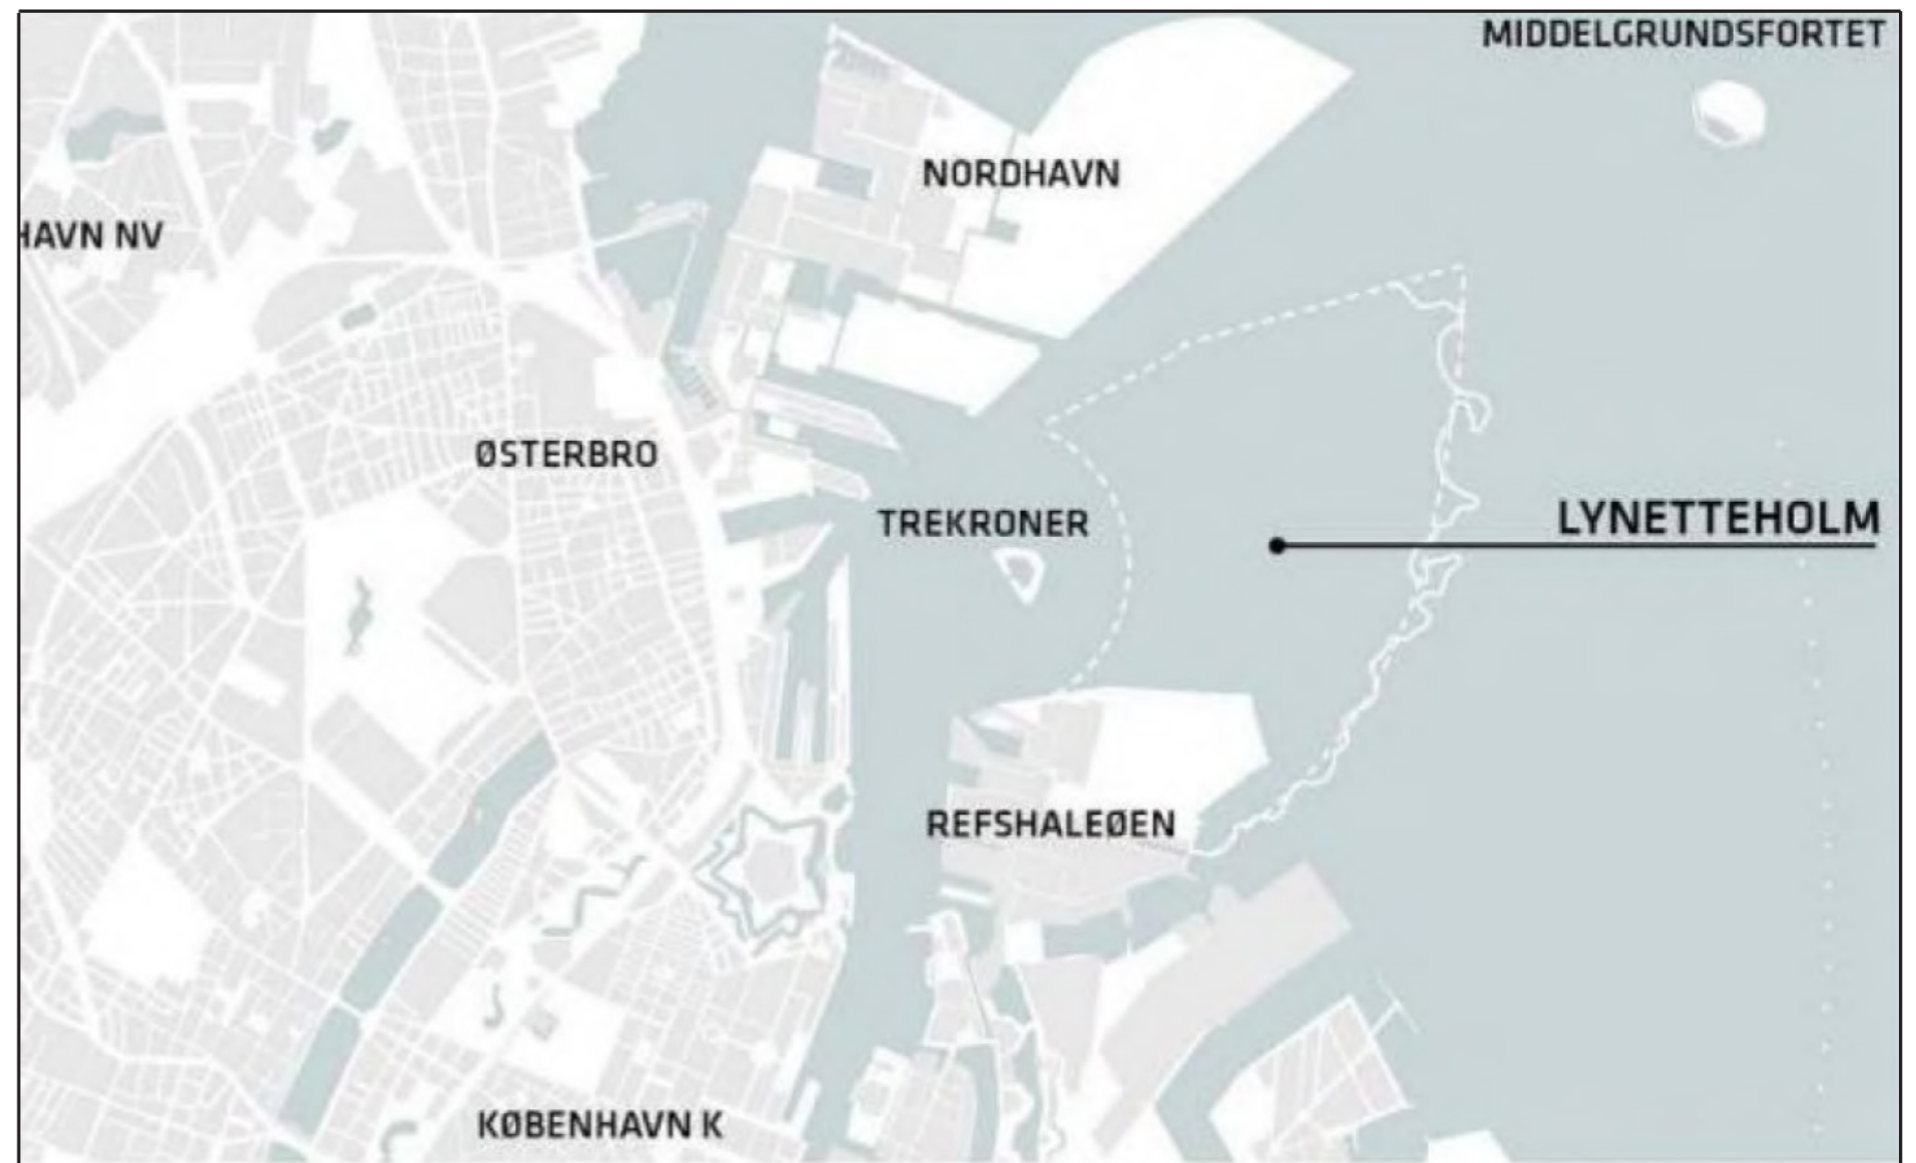 MIDDELGRUNDSFORTET
NORDHAVN
HAVN NV
ØSTERBRO
LYNETTEHOLM
TREKRONER
REFSHALEØEN
KØBENHAVN K